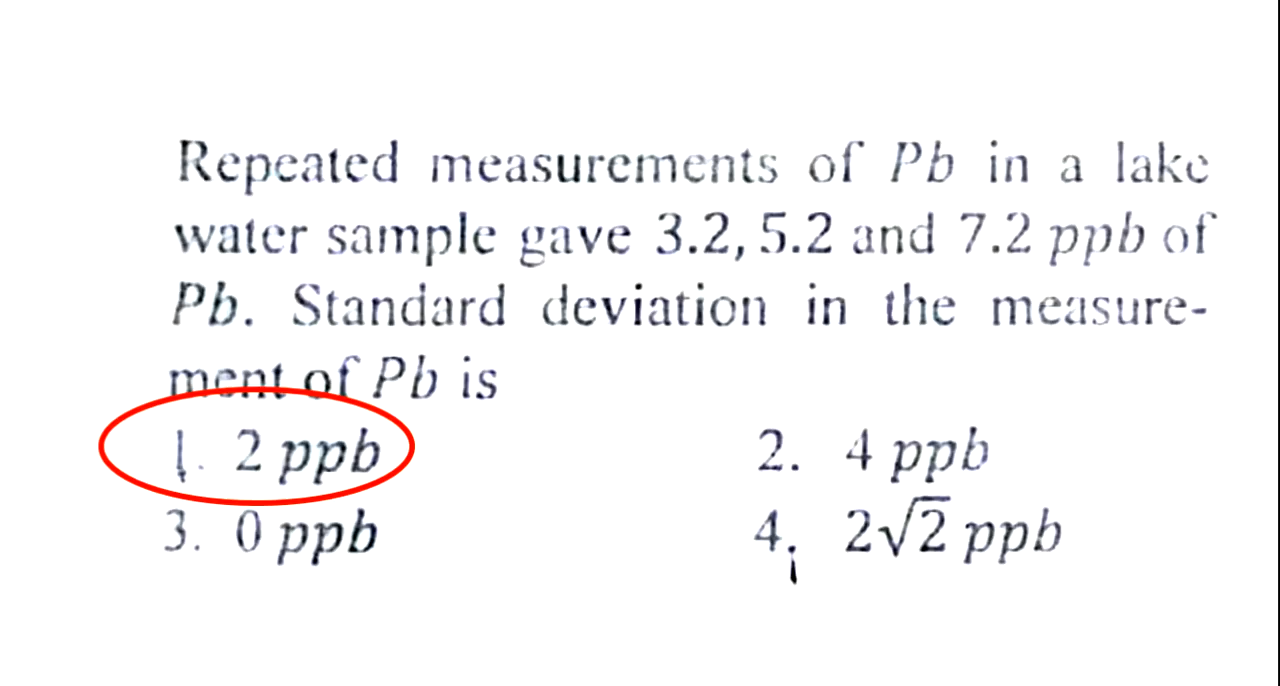 Repeated measurements of Pb in a lake
water sample gave 3.2, 5.2 and 7.2 ppb of
Pb. Standard deviation in the measure-
ment of Pb is
1. 2 ppb 2. 4 ppb
3. 0 ppb 4. 2√2 ppb